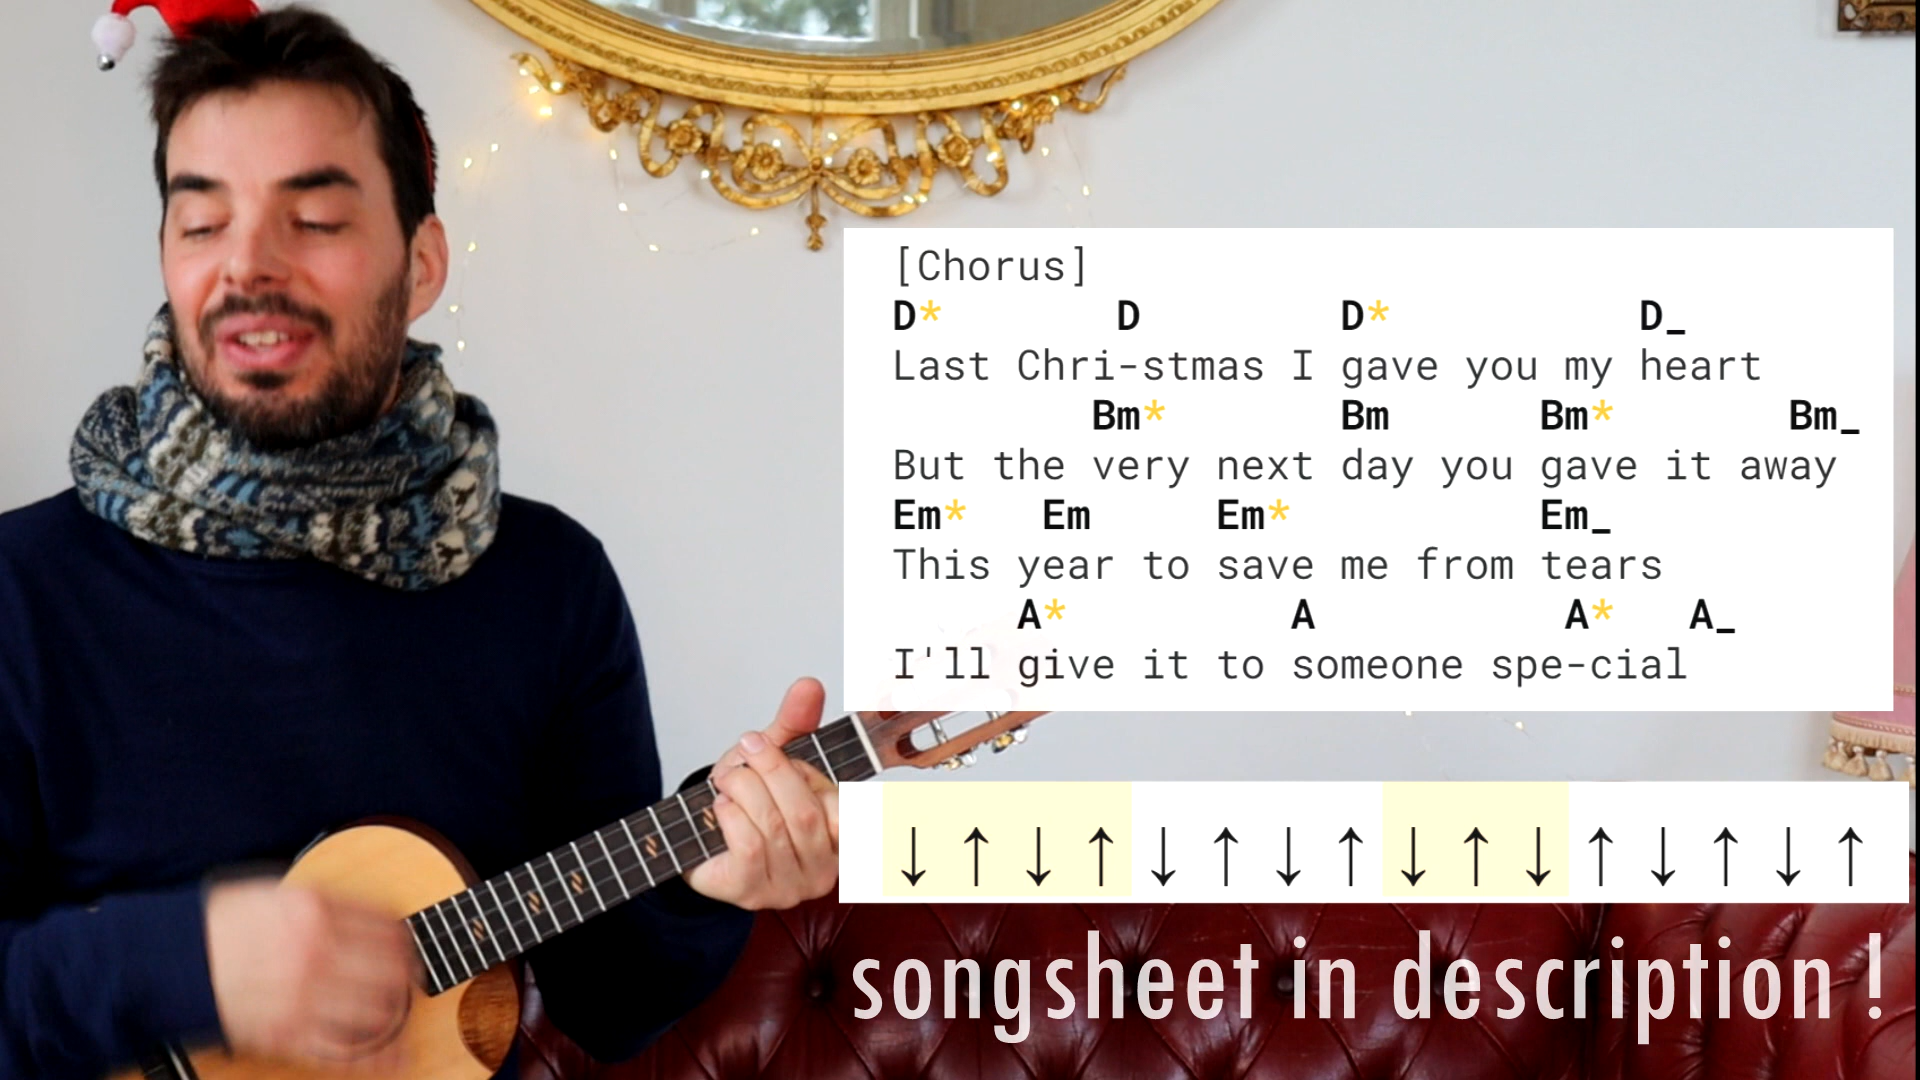 [Chorus]
D* D D* D_
Last Chri-stmas I gave you my heart
Bm* Bm Bm* Bm_
But the very next day you gave it away
Em* Em Em* Em_
This year to save me from tears
A* A A* A_
I'll give it to someone spe-cial
↓ ↑ ↓ ↑ ↓ ↑ ↓ ↑ ↓ ↑ ↓ ↑ ↓ ↑ ↓ ↑
songsheet in description !